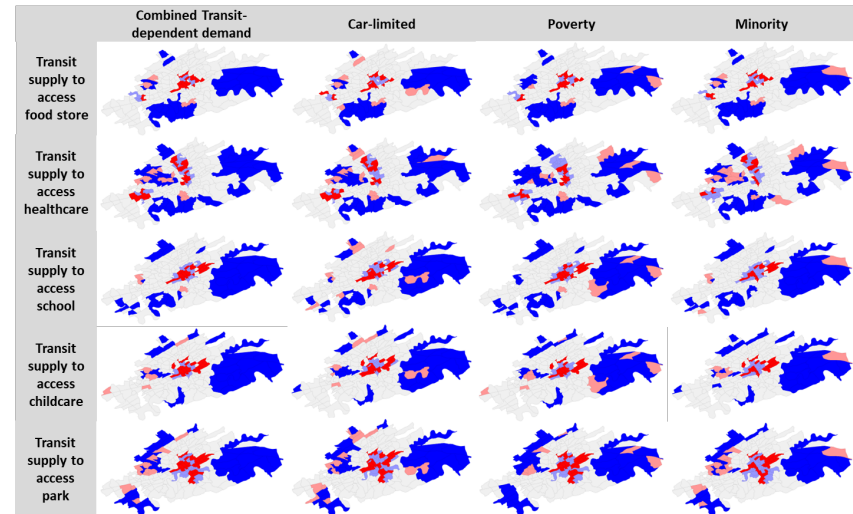 Combined Transit-
dependent demand
Car-limited
Poverty
Minority
Transit
supply to
access
food store
Transit
supply to
access
healthcare
Transit
supply to
access
school
Transit
supply to
access
childcare
Transit
supply to
access
park